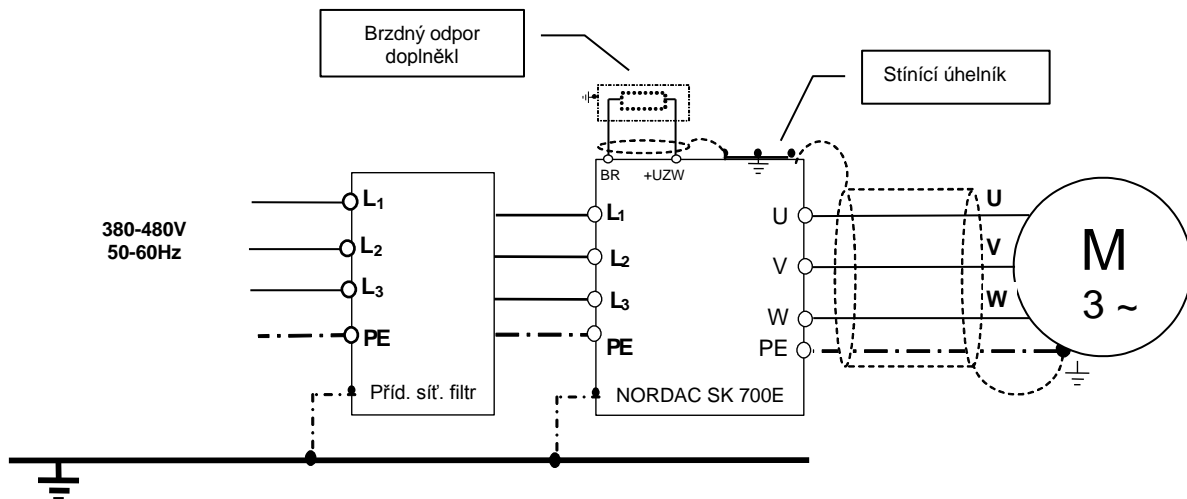 Brzdný odpor
doplněkl
Stínící úhelník
BR +UZW
380-480V
50-60Hz
L1
L2
L3
PE
Příd. síť. filtr
L1
L2
L3
PE
U
V
W
PE
NORDAC SK 700E
U
V
W
M
3 ~